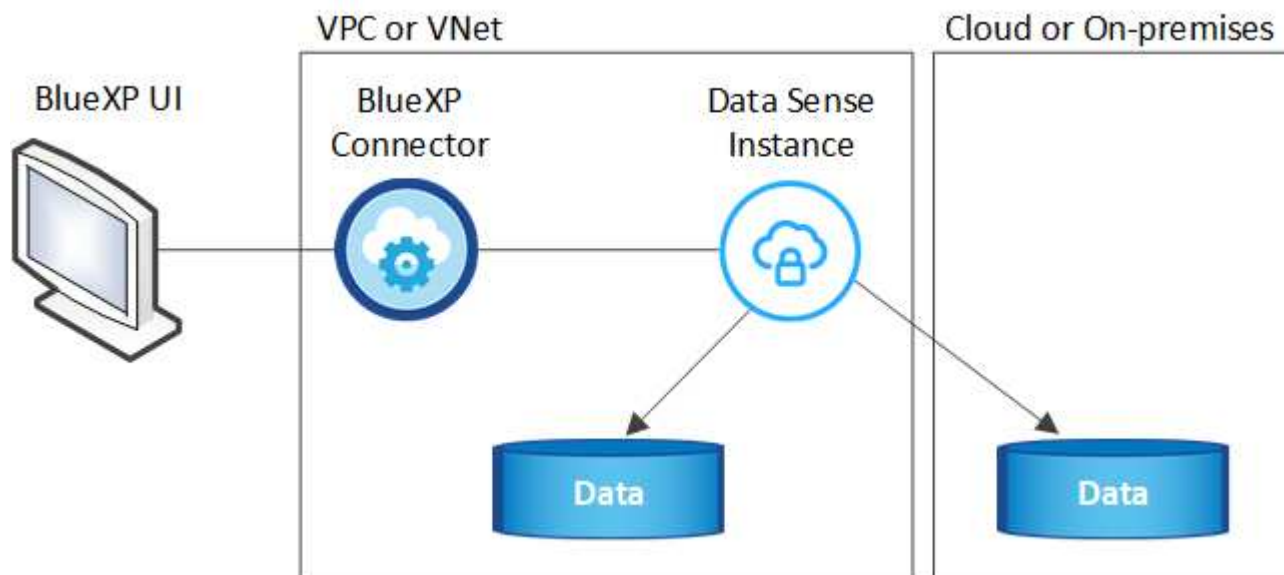 VPC or VNet
Cloud or On-premises
BlueXP UI
BlueXP
Connector
Data Sense
Instance
Data
Data